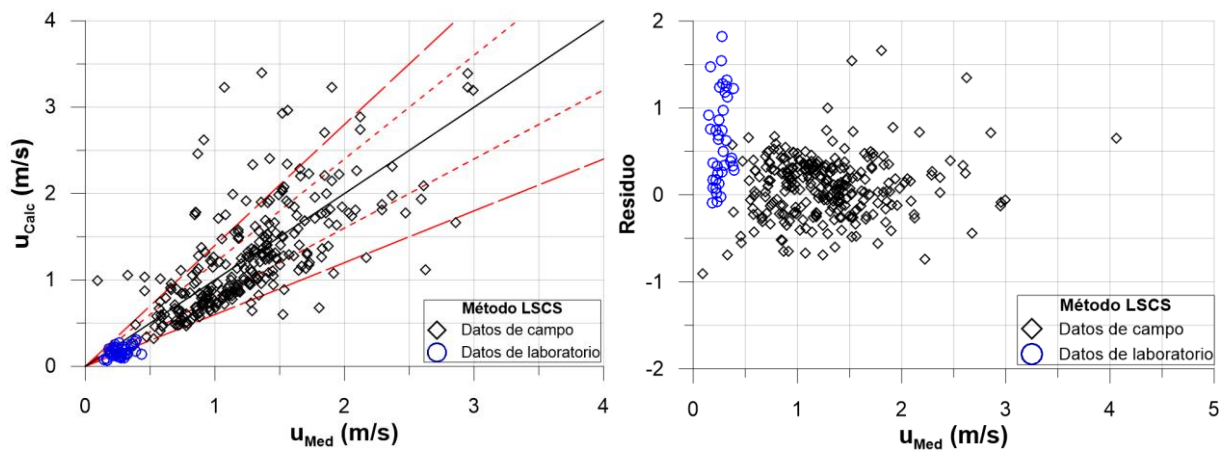 4
3
2
1
0
u_Calc (m/s)
0 1 2 3 4
u_Med (m/s)
Método LSCS
Datos de campo
Datos de laboratorio
2
1
0
-1
-2
Residuo
0 1 2 3 4 5
u_Med (m/s)
Método LSCS
Datos de campo
Datos de laboratorio